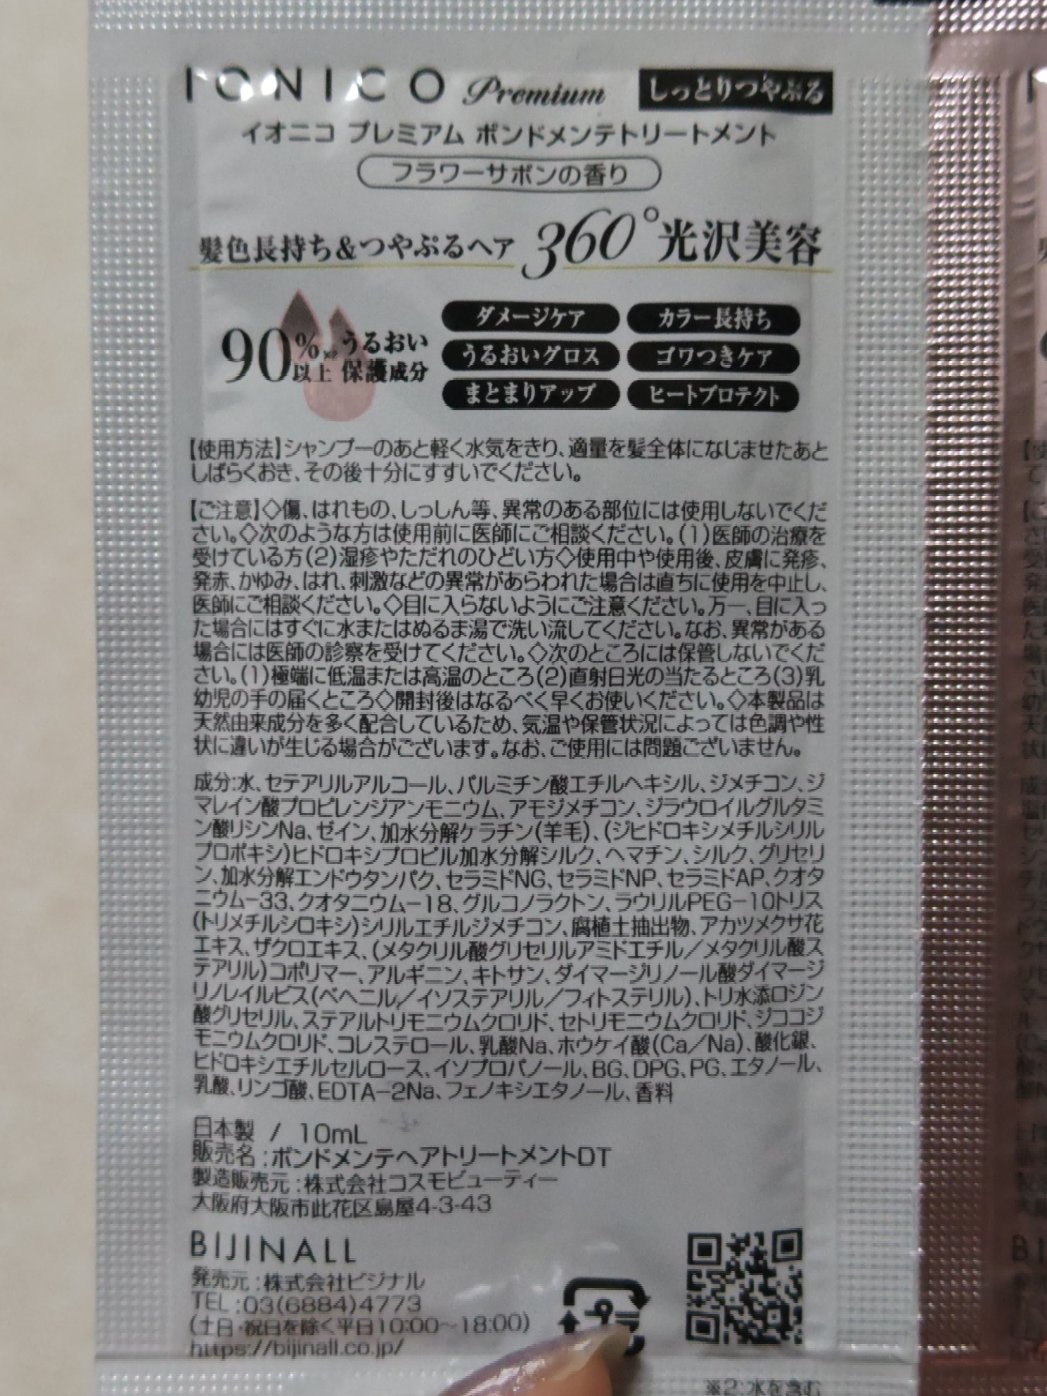 IONICO Premium しっとりつやぷる
イオニコ プレミアム ボンドメンテトリートメント
フラワーサボンの香り
髪色長持ち&つやぷるヘア 360°光沢美容
90%※2以上 うるおい保護成分
ダメージケア カラー長持ち
うるおいグロス ゴワつきケア
まとまりアップ ヒートプロテクト
【使用方法】シャンプーのあと軽く水気をきり、適量を髪全体になじませたあと
しばらくおき、その後十分にすすいでください。
【ご注意】◇傷、はれもの、しっしん等、異常のある部位には使用しないでくだ
さい。◇次のような方は使用前に医師にご相談ください。(1)医師の治療を
受けている方(2)湿疹やただれのひどい方◇使用中や使用後、皮膚に発疹、
発赤、かゆみ、はれ、刺激などの異常があらわれた場合は直ちに使用を中止し、
医師にご相談ください。◇目に入らないようにご注意ください。万一、目に入っ
た場合にはすぐに水またはぬるま湯で洗い流してください。なお、異常がある
場合には医師の診察を受けてください。◇次のところには保管しないでくだ
さい。(1)極端に低温または高温のところ(2)直射日光の当たるところ(3)乳
幼児の手の届くところ◇開封後はなるべく早くお使いください。◇本製品は
天然由来成分を多く配合しているため、気温や保管状況によっては色調や性
状に違いが生じる場合がございます。なお、ご使用には問題ございません。
成分:水、セテアリルアルコール、パルミチン酸エチルヘキシル、ジメチコン、ジ
マレイン酸プロピレンジアンモニウム、アモジメチコン、ジラウロイルグルタミ
ン酸リシンNa、ゼイン、加水分解ケラチン(羊毛)、(ジヒドロキシメチルシリル
プロポキシ)ヒドロキシプロピル加水分解シルク、ヘマチン、シルク、グリセリ
ン、加水分解エンドウタンパク、セラミドNG、セラミドNP、セラミドAP、クオタ
ニウム-33、クオタニウム-18、グルコノラクトン、ラウリルPEG-10トリス
(トリメチルシロキシ)シリルエチルジメチコン、腐植土抽出物、アカツメクサ花
エキス、ザクロエキス、(メタクリル酸グリセリルアミドエチル/メタクリル酸ス
テアリル)コポリマー、アルギニン、キトサン、ダイマージリノール酸ダイマージ
リノレイルビス(ベヘニル/イソステアリル/フィトステリル)、トリ水添ロジン
酸グリセリル、ステアルトリモニウムクロリド、セトリモニウムクロリド、ジココジ
モニウムクロリド、コレステロール、乳酸Na、ホウケイ酸(Ca/Na)、酸化銀、
ヒドロキシエチルセルロース、イソプロパノール、BG、DPG、PG、エタノール、
乳酸、リンゴ酸、EDTA-2Na、フェノキシエタノール、香料
日本製 / 10mL
販売名:ボンドメンテヘアトリートメントDT
製造販売元:株式会社コスモビューティー
大阪府大阪市此花区島屋4-3-43
BIJINALL
発売元:株式会社ビジナル
TEL:03(6884)4773
(土日・祝日を除く平日10:00~18:00)
https://bijinall.co.jp/
※2:水を含む